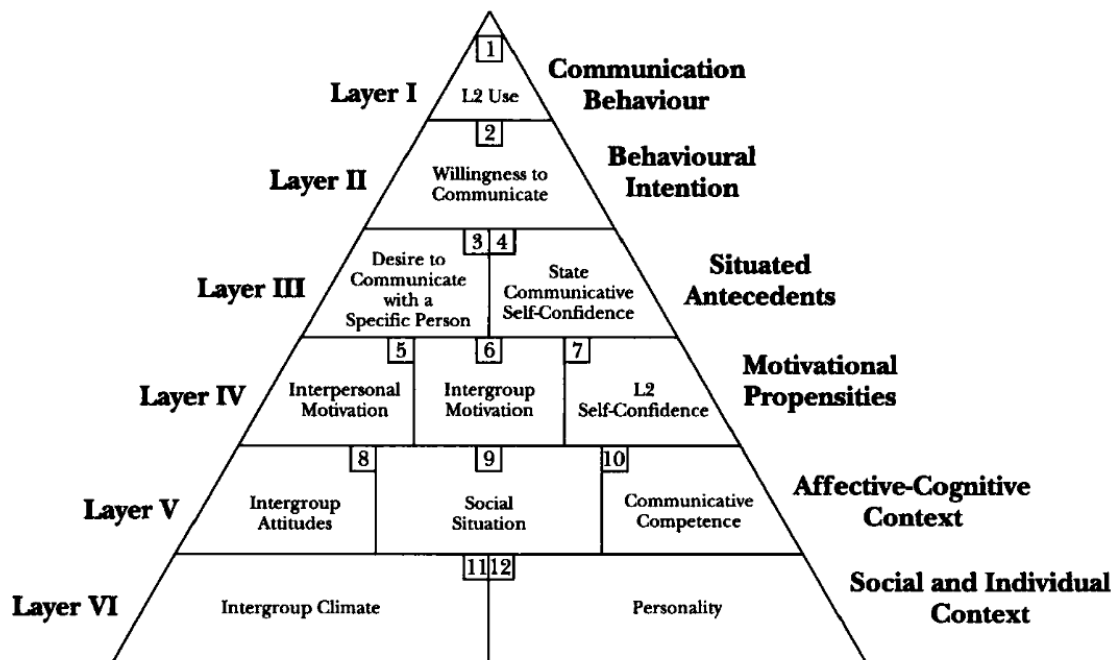 1
Layer I
L2 Use
Communication
Behaviour
2
Layer II
Willingness to
Communicate
Behavioural
Intention
3 4
Layer III
Desire to
Communicate
with a
Specific Person
State
Communicative
Self-Confidence
Situated
Antecedents
5 6 7
Layer IV
Interpersonal
Motivation
Intergroup
Motivation
L2
Self-Confidence
Motivational
Propensities
8 9 10
Layer V
Intergroup
Attitudes
Social
Situation
Communicative
Competence
Affective-Cognitive
Context
11 12
Layer VI
Intergroup Climate
Personality
Social and Individual
Context